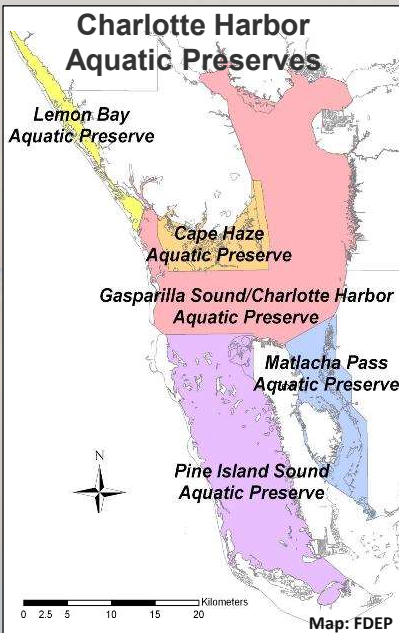 Charlotte Harbor
Aquatic Preserves
Lemon Bay
Aquatic Preserve
Cape Haze
Aquatic Preserve
Gasparilla Sound/Charlotte Harbor
Aquatic Preserve
Matlacha Pass
Aquatic Preserve
Pine Island Sound
Aquatic Preserve
N
Kilometers
0 2.5 5 10 15 20
Map: FDEP